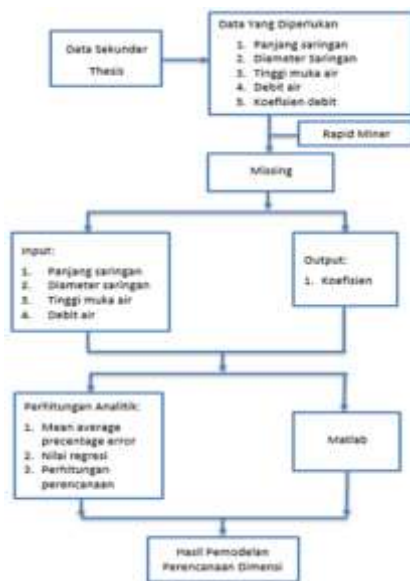 Data Sekunder
Thesis
Data Yang Diperlukan
1. Panjang saringan
2. Diameter Saringan
3. Tinggi muka air
4. Debit air
5. Koefisien debit
Rapid Miner
Missing
Input:
1. Panjang saringan
2. Diameter saringan
3. Tinggi muka air
4. Debit air
Output:
1. Koefisien
Perhitungan Analitik:
1. Mean average
precentage error
2. Nilai regresi
3. Perhitungan
perencanaan
Matlab
Hasil Pemodelan
Perencanaan Dimensi